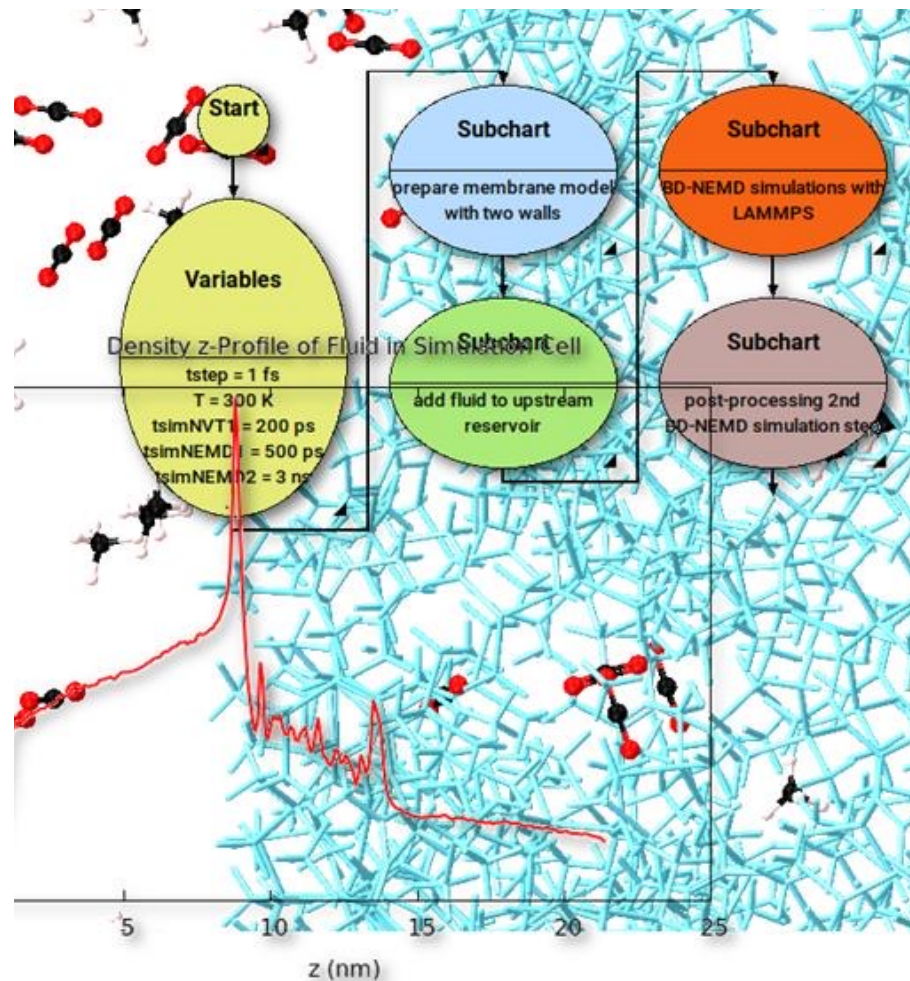 Start
Variables
tstep = 1 fs
T = 300 K
tsimNVT1 = 200 ps
tsimNEMD1 = 500 ps
tsimNEMD2 = 3 ns
Subchart
prepare membrane model
with two walls
Subchart
add fluid to upstream
reservoir
Subchart
BD-NEMD simulations with
LAMMPS
Subchart
post-processing 2nd
BD-NEMD simulation step
Density z-Profile of Fluid in Simulation Cell
5 10 15 20 25
z (nm)